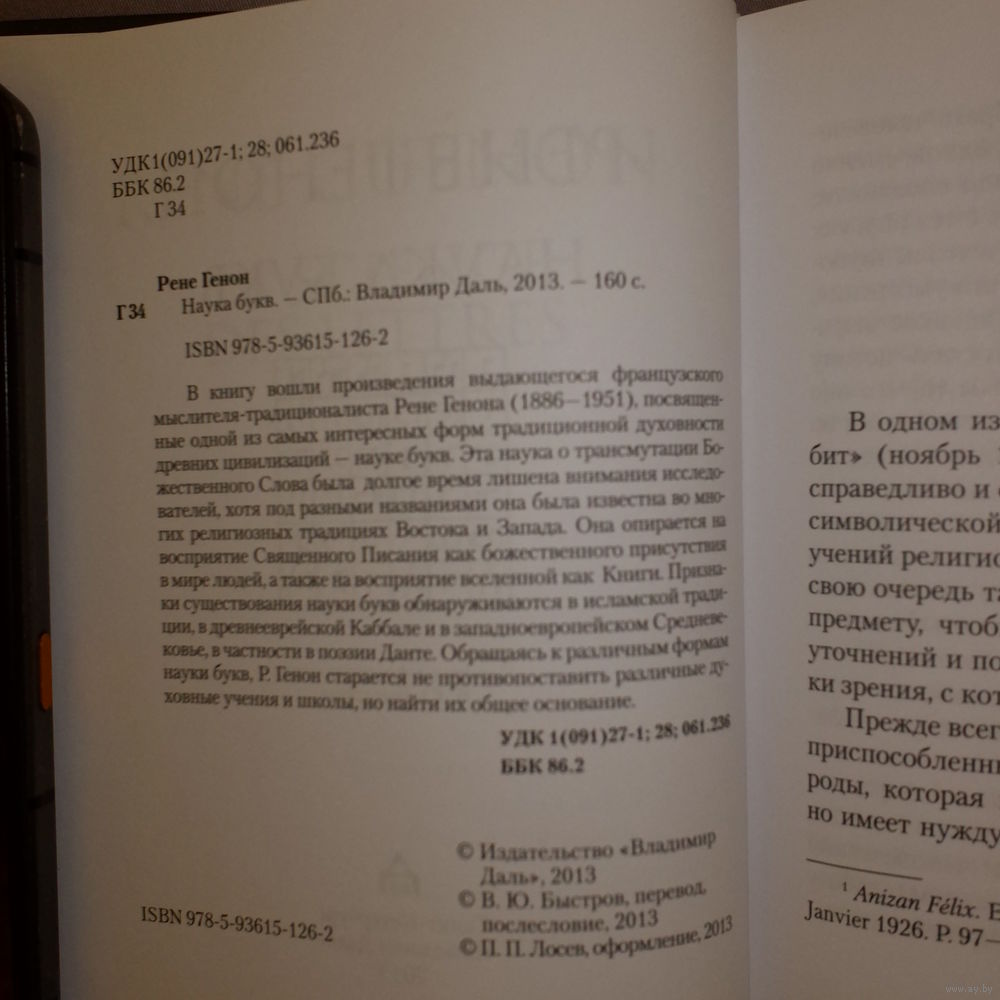 УДК1(091)27-1; 28; 061.236
ББК 86.2
Г 34
Рене Генон
Г 34
Наука букв. — СПб.: Владимир Даль, 2013. — 160 с.
ISBN 978-5-93615-126-2
В книгу вошли произведения выдающегося французского
мыслителя-традиционалиста Рене Генона (1886—1951), посвящен-
ные одной из самых интересных форм традиционной духовности
древних цивилизаций — науке букв. Эта наука о трансмутации Бо-
жественного Слова была долгое время лишена внимания исследо-
вателей, хотя под разными названиями она была известна во мно-
гих религиозных традициях Востока и Запада. Она опирается на
восприятие Священного Писания как божественного присутствия
в мире людей, а также на восприятие вселенной как Книги. Призна-
ки существования науки букв обнаруживаются в исламской тради-
ции, в древнееврейской Каббале и в западноевропейском Средневе-
ковье, в частности в поэзии Данте. Обращаясь к различным формам
науки букв, Р. Генон старается не противопоставить различные ду-
ховные учения и школы, но найти их общее основание.
УДК 1(091)27-1; 28; 061.236
ББК 86.2
© Издательство «Владимир
Даль», 2013
© В. Ю. Быстров, перевод,
послесловие, 2013
© П. П. Лосев, оформление, 2013
ISBN 978-5-93615-126-2
В одном из
бит» (ноябрь
справедливо и
символической
учений религио
свою очередь та
предмету, чтоб
уточнений и по
ки зрения, с кот
Прежде всег
приспособленны
роды, которая
но имеет нужду
1 Anizan Félix.
Janvier 1926. P. 97—
www.ay.by